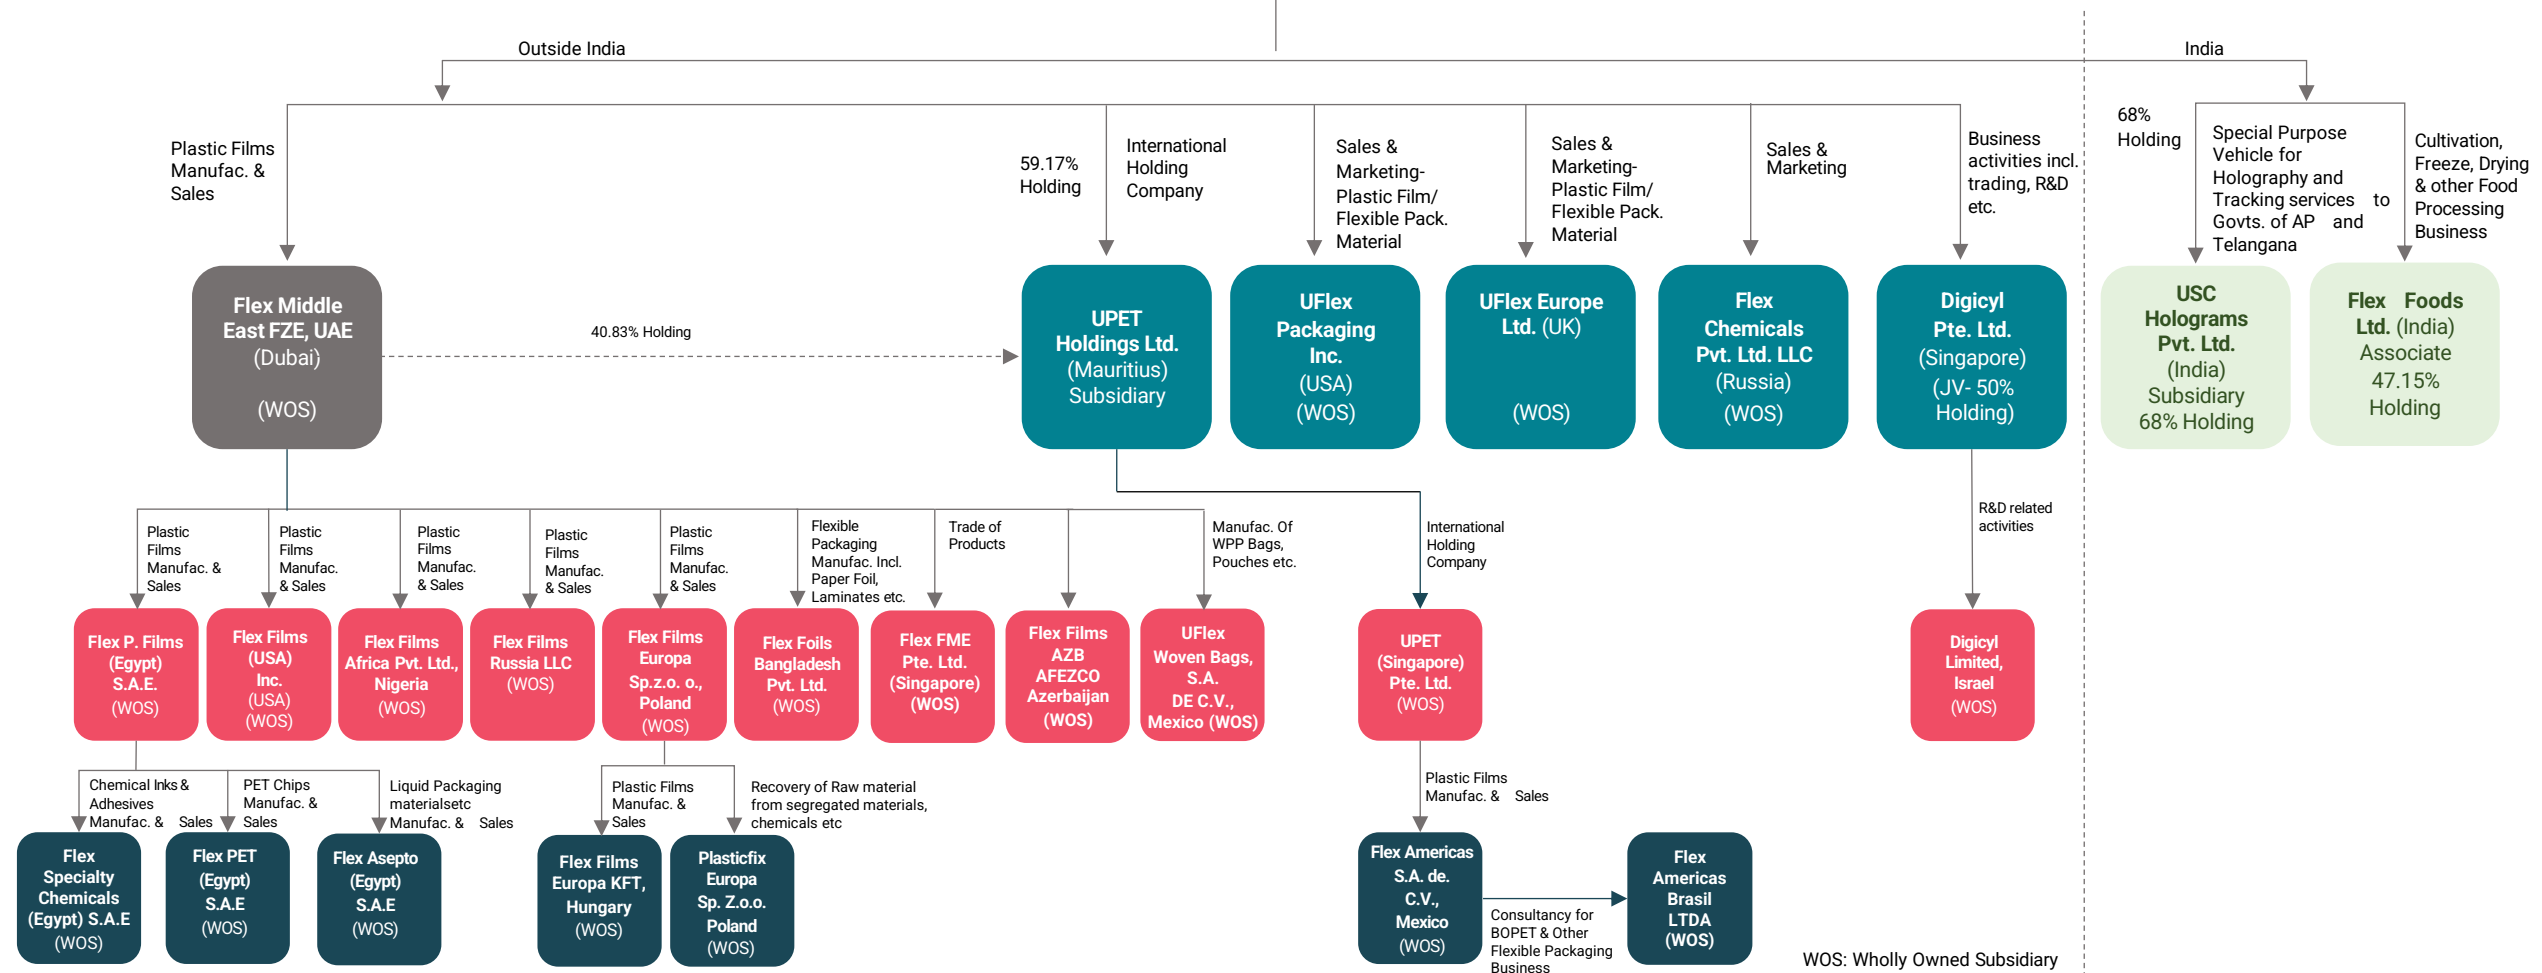 Outside India
India
Plastic Films
Manufac. &
Sales
59.17%
Holding
International
Holding
Company
Sales &
Marketing-
Plastic Film/
Flexible Pack.
Material
Sales &
Marketing-
Plastic Film/
Flexible Pack.
Material
Sales &
Marketing
Business
activities incl.
trading, R&D
etc.
68%
Holding
Special Purpose
Vehicle for
Holography and
Tracking services to
Govts. of AP and
Telangana
Cultivation,
Freeze, Drying
& other Food
Processing
Business
Flex Middle
East FZE, UAE
(Dubai)
(WOS)
40.83% Holding
UPET
Holdings Ltd.
(Mauritius)
Subsidiary
UFlex
Packaging
Inc.
(USA)
(WOS)
UFlex Europe
Ltd. (UK)
(WOS)
Flex
Chemicals
Pvt. Ltd. LLC
(Russia)
(WOS)
Digicyl
Pte. Ltd.
(Singapore)
(JV- 50%
Holding)
USC
Holograms
Pvt. Ltd.
(India)
Subsidiary
68% Holding
Flex Foods
Ltd. (India)
Associate
47.15%
Holding
Plastic
Films
Manufac. &
Sales
Plastic
Films
Manufac.
& Sales
Plastic
Films
Manufac.
& Sales
Plastic
Films
Manufac.
& Sales
Plastic
Films
Manufac.
& Sales
Flexible
Packaging
Manufac. Incl.
Paper Foil,
Laminates etc.
Trade of
Products
Manufac. Of
WPP Bags,
Pouches etc.
International
Holding
Company
R&D related
activities
Flex P. Films
(Egypt)
S.A.E.
(WOS)
Flex Films
(USA)
Inc.
(USA)
(WOS)
Flex Films
Africa Pvt. Ltd.,
Nigeria
(WOS)
Flex Films
Russia LLC
(WOS)
Flex Films
Europa
Sp.z.o. o.,
Poland
(WOS)
Flex Foils
Bangladesh
Pvt. Ltd.
(WOS)
Flex FME
Pte. Ltd.
(Singapore)
(WOS)
Flex Films
AZB
AFEZCO
Azerbaijan
(WOS)
UFlex
Woven Bags,
S.A.
DE C.V.,
Mexico (WOS)
UPET
(Singapore)
Pte. Ltd.
(WOS)
Digicyl
Limited,
Israel
(WOS)
Chemical Inks &
Adhesives
Manufac. & Sales
PET Chips
Manufac. &
Sales
Liquid Packaging
materialsetc
Manufac. & Sales
Plastic Films
Manufac. &
Sales
Recovery of Raw material
from segregated materials,
chemicals etc
Plastic Films
Manufac. & Sales
Flex
Specialty
Chemicals
(Egypt) S.A.E
(WOS)
Flex PET
(Egypt)
S.A.E
(WOS)
Flex Asepto
(Egypt)
S.A.E
(WOS)
Flex Films
Europa KFT,
Hungary
(WOS)
Plasticfix
Europa
Sp. Z.o.o.
Poland
(WOS)
Flex Americas
S.A. de.
C.V.,
Mexico
(WOS)
Consultancy for
BOPET & Other
Flexible Packaging
Business
Flex
Americas
Brasil
LTDA
(WOS)
WOS: Wholly Owned Subsidiary